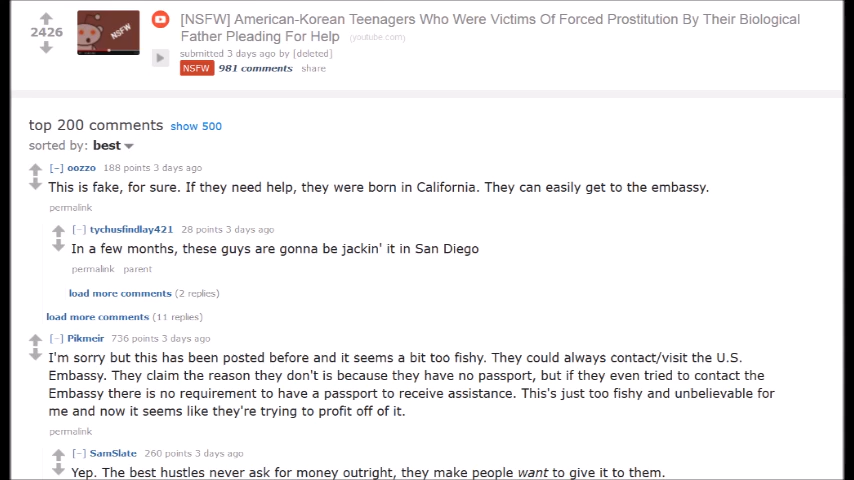 2426
NSFW
[NSFW] American-Korean Teenagers Who Were Victims Of Forced Prostitution By Their Biological
Father Pleading For Help (youtube.com)
submitted 3 days ago by [deleted]
NSFW 981 comments share
top 200 comments show 500
sorted by: best
[–] oozzo 188 points 3 days ago
This is fake, for sure. If they need help, they were born in California. They can easily get to the embassy.
permalink
[–] tychusfindlay421 28 points 3 days ago
In a few months, these guys are gonna be jackin' it in San Diego
permalink parent
load more comments (2 replies)
load more comments (11 replies)
[–] Pikmeir 736 points 3 days ago
I'm sorry but this has been posted before and it seems a bit too fishy. They could always contact/visit the U.S.
Embassy. They claim the reason they don't is because they have no passport, but if they even tried to contact the
Embassy there is no requirement to have a passport to receive assistance. This's just too fishy and unbelievable for
me and now it seems like they're trying to profit off of it.
permalink
[–] SamSlate 260 points 3 days ago
Yep. The best hustles never ask for money outright, they make people want to give it to them.